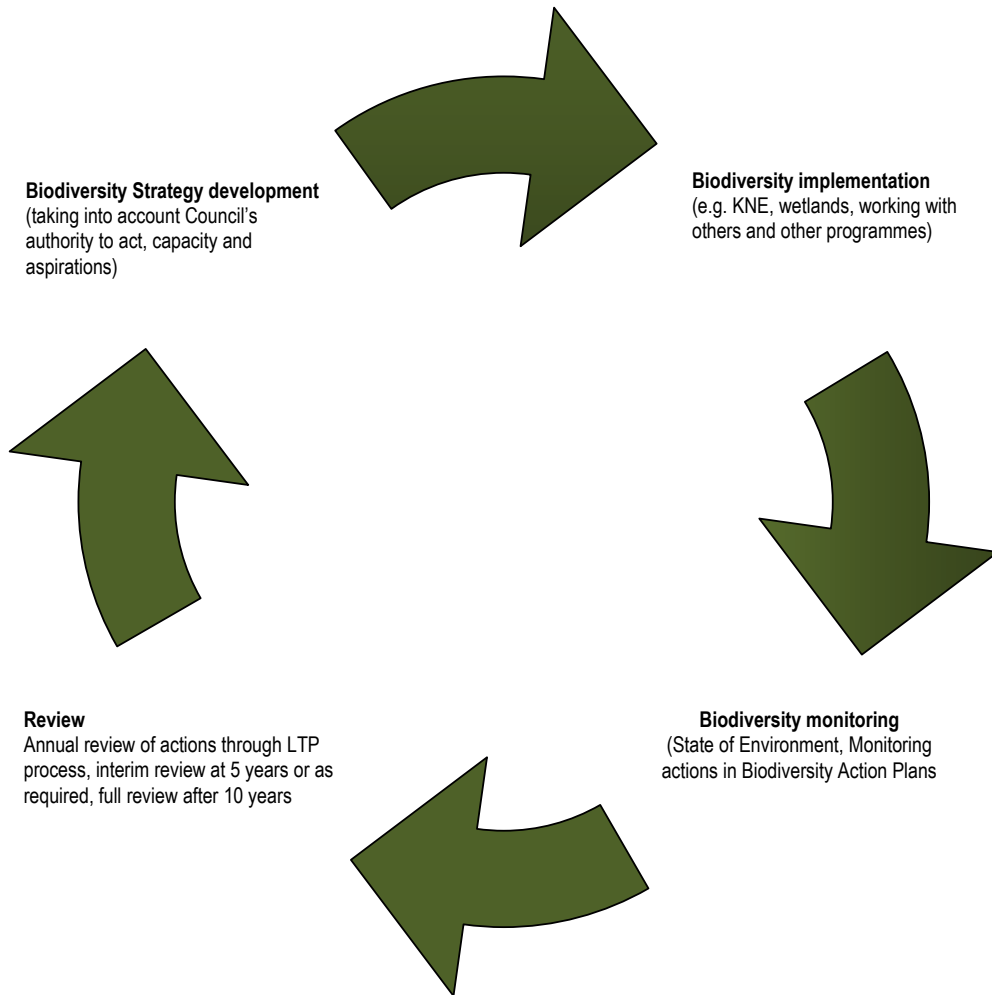 Biodiversity Strategy development
(taking into account Council's
authority to act, capacity and
aspirations)
Biodiversity implementation
(e.g. KNE, wetlands, working with
others and other programmes)
Biodiversity monitoring
(State of Environment, Monitoring
actions in Biodiversity Action Plans
Review
Annual review of actions through LTP
process, interim review at 5 years or as
required, full review after 10 years